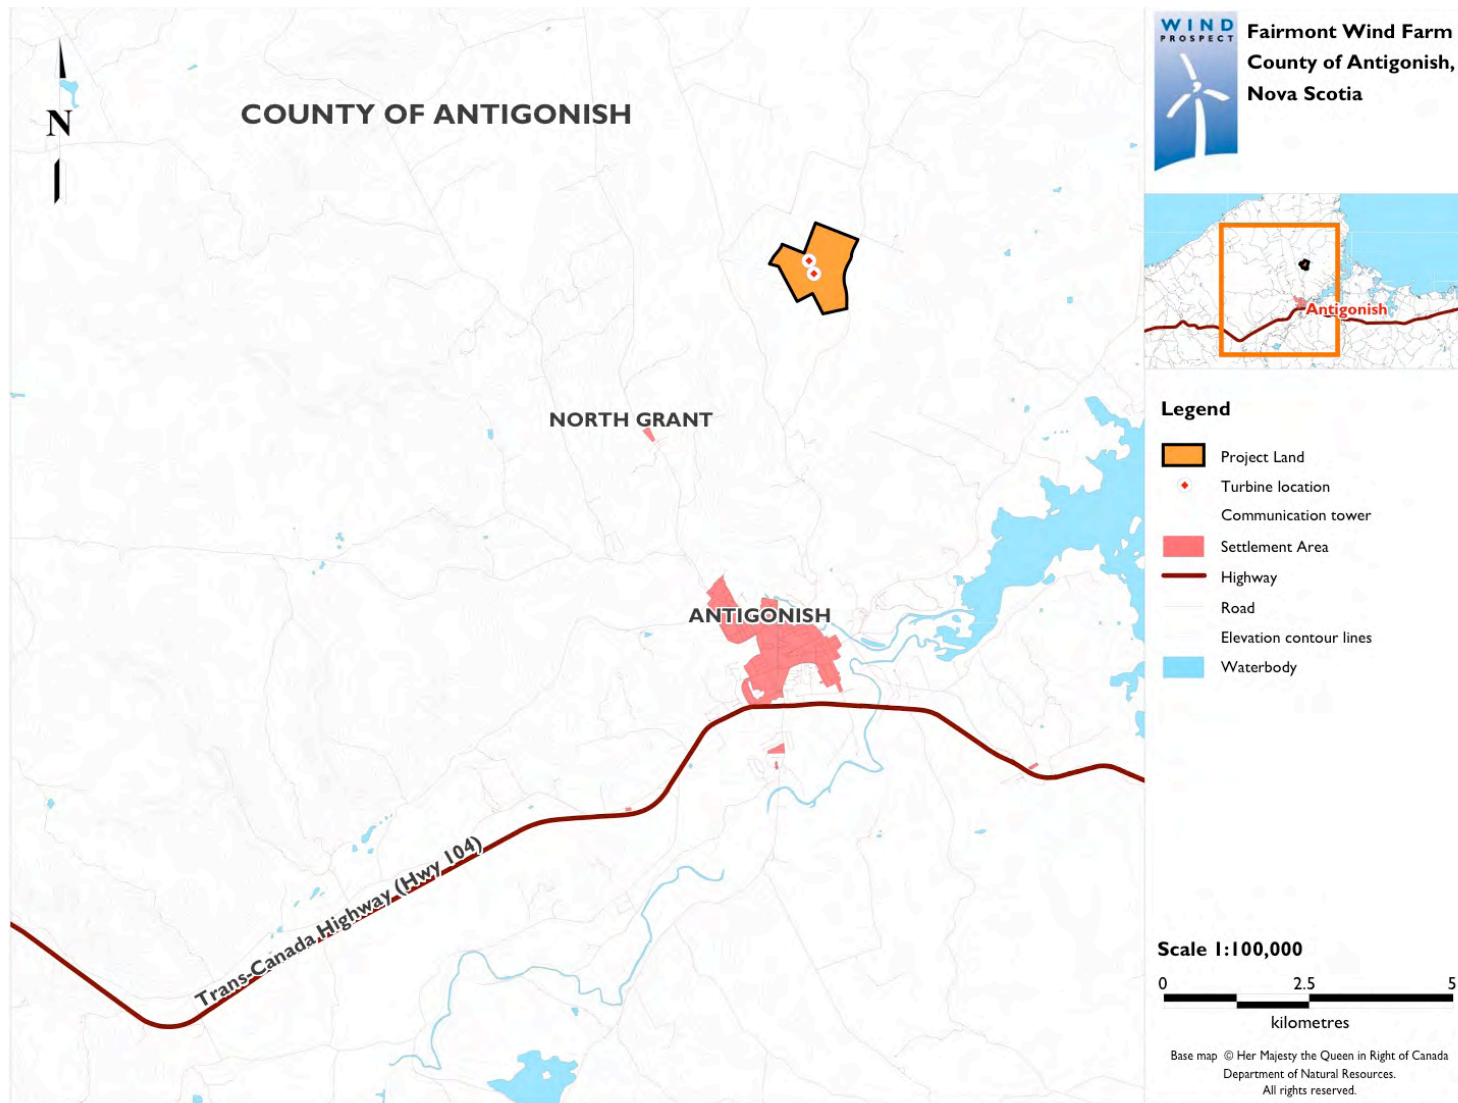 N
COUNTY OF ANTIGONISH
NORTH GRANT
ANTIGONISH
Trans-Canada Highway (Hwy 104)
WIND
PROSPECT
Fairmont Wind Farm
County of Antigonish,
Nova Scotia
Antigonish
Legend
Project Land
Turbine location
Communication tower
Settlement Area
Highway
Road
Elevation contour lines
Waterbody
Scale 1:100,000
0 2.5 5
kilometres
Base map © Her Majesty the Queen in Right of Canada
Department of Natural Resources.
All rights reserved.